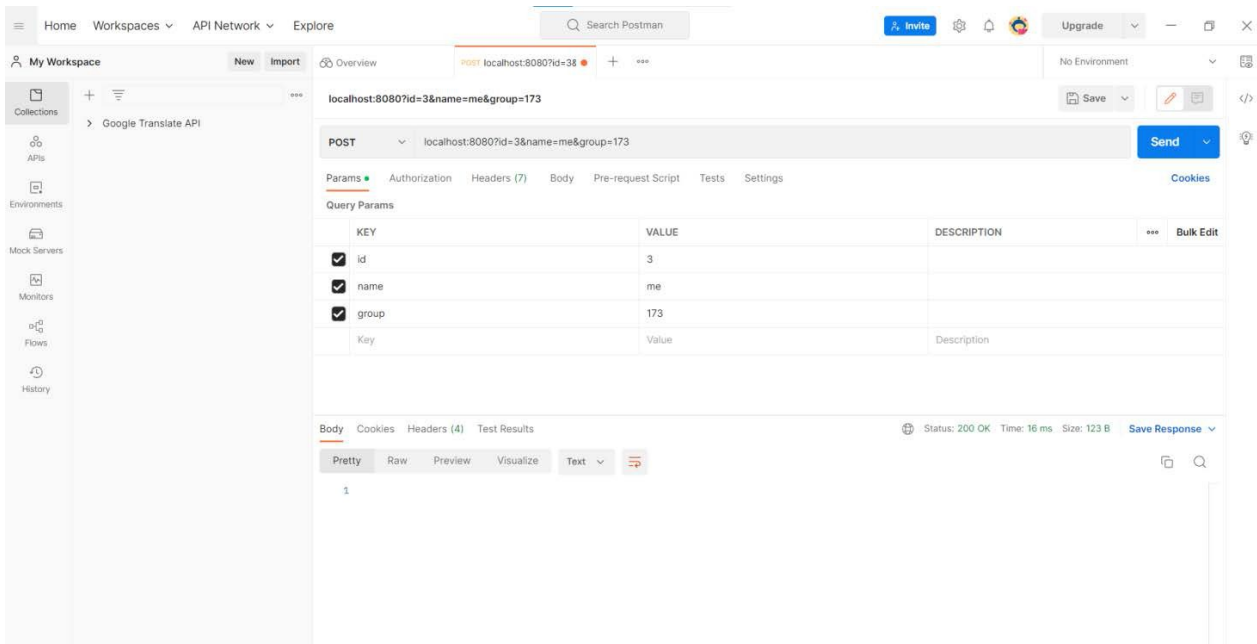 Home Workspaces API Network Explore Search Postman Invite Upgrade
My Workspace New Import Overview POST localhost:8080?id=3& No Environment
Collections
APIs
Environments
Mock Servers
Monitors
Flows
History
Google Translate API
localhost:8080?id=3&name=me&group=173 Save
POST localhost:8080?id=3&name=me&group=173 Send
Params Authorization Headers (7) Body Pre-request Script Tests Settings Cookies
Query Params
KEY VALUE DESCRIPTION Bulk Edit
id 3
name me
group 173
Key Value Description
Body Cookies Headers (4) Test Results Status: 200 OK Time: 16 ms Size: 123 B Save Response
Pretty Raw Preview Visualize Text
1